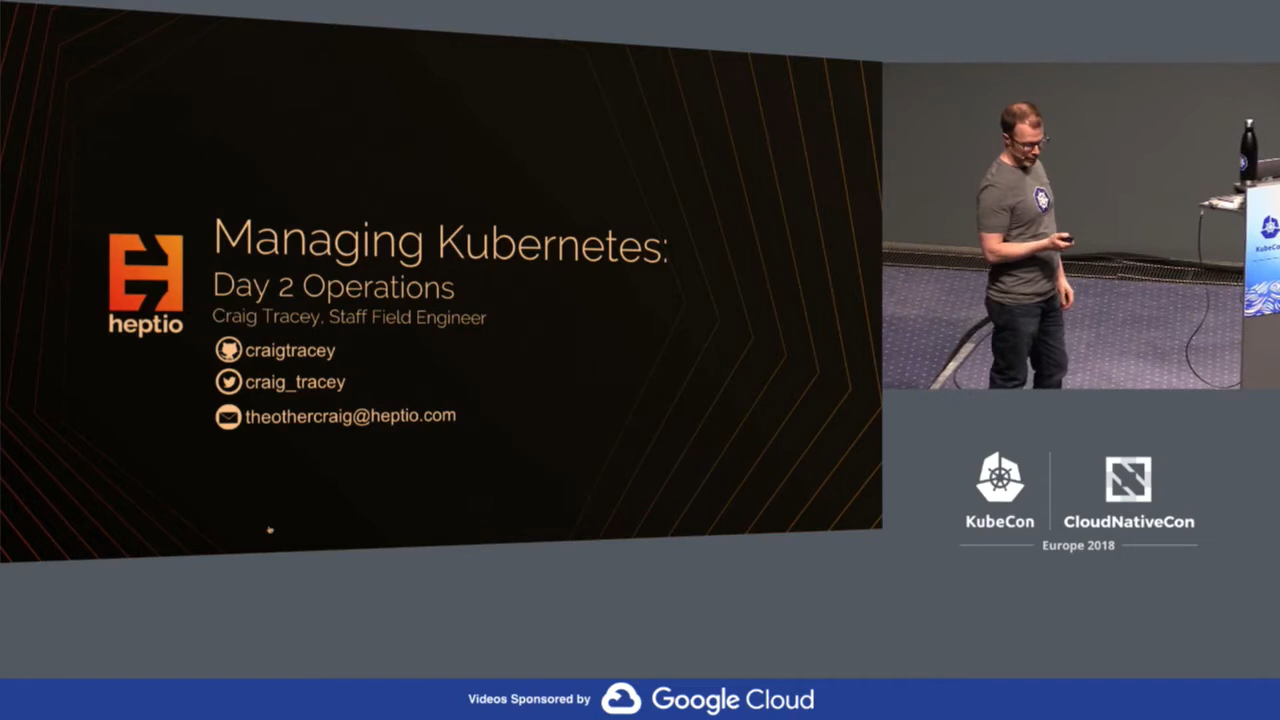 Managing Kubernetes:
Day 2 Operations
Craig Tracey, Staff Field Engineer
craigtracey
craig_tracey
theothercraig@heptio.com
heptio
KubeCon
CloudNativeCon
Europe 2018
Videos Sponsored by Google Cloud